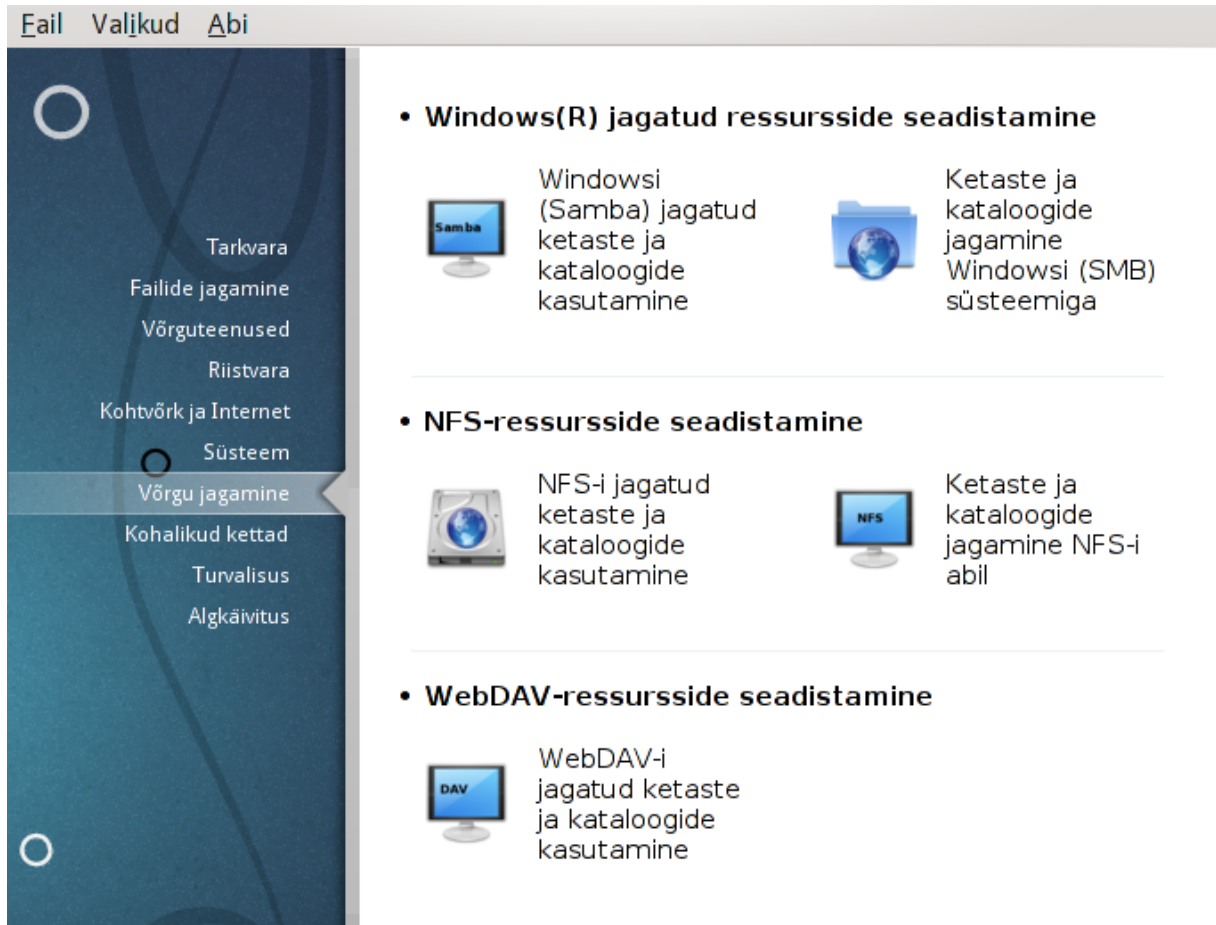 Fail Valikud Abi
Tarkvara
Failide jagamine
Võrguteenused
Riistvara
Kohtvõrk ja Internet
Süsteem
Võrgu jagamine
Kohalikud kettad
Turvalisus
Algkäivitus
• Windows(R) jagatud ressursside seadistamine
Samba
Windowsi
(Samba) jagatud
ketaste ja
kataloogide
kasutamine
Ketaste ja
kataloogide
jagamine
Windowsi (SMB)
süsteemiga
• NFS-ressursside seadistamine
NFS-i jagatud
ketaste ja
kataloogide
kasutamine
NFS
Ketaste ja
kataloogide
jagamine NFS-i
abil
• WebDAV-ressursside seadistamine
DAV
WebDAV-i
jagatud ketaste
ja kataloogide
kasutamine